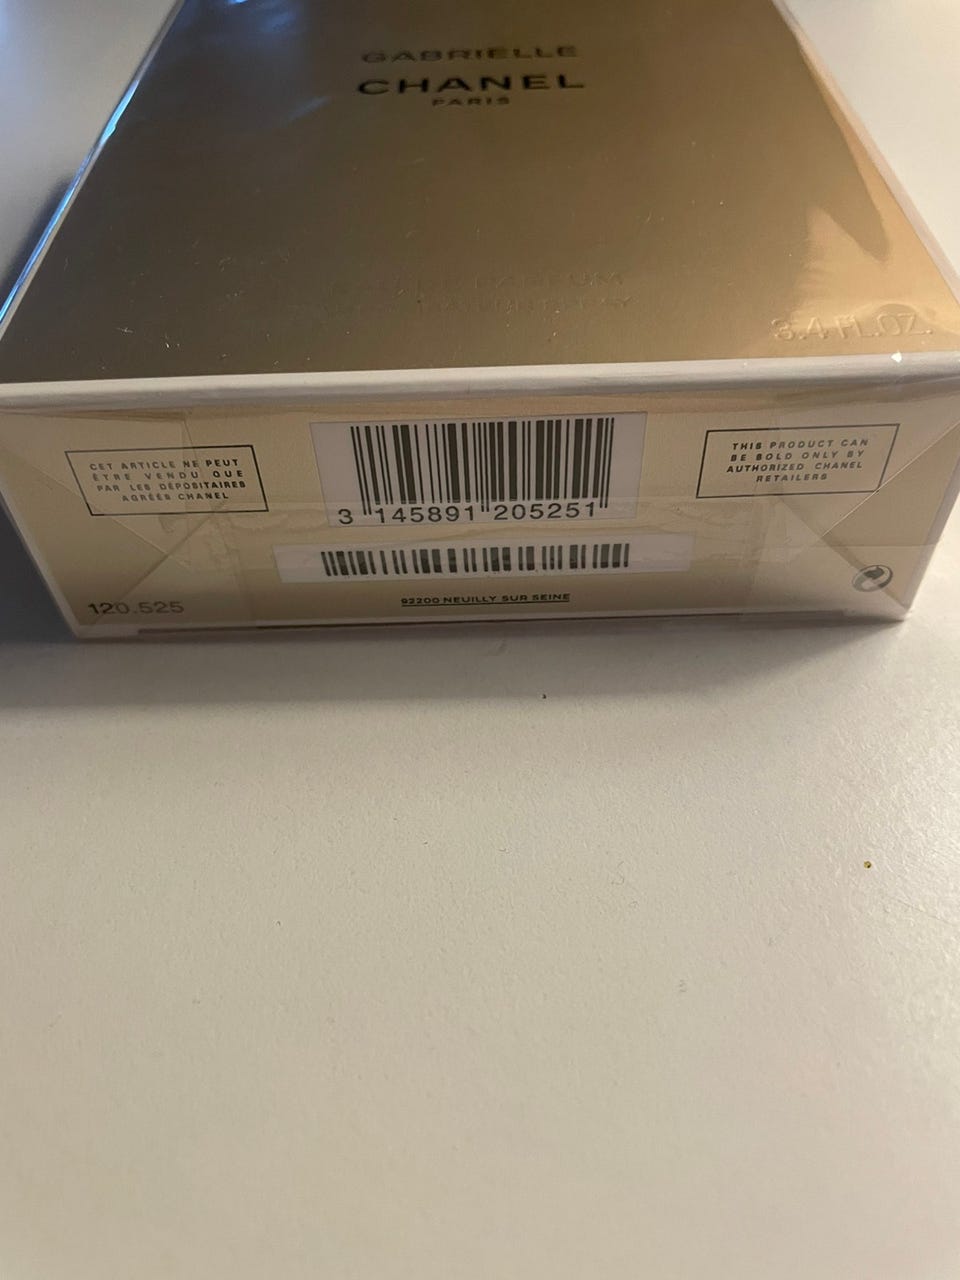 GABRIELLE
CHANEL
PARIS
PARFUM
3.4 FL.OZ.
CET ARTICLE NE PEUT
ÊTRE VENDU QUE
PAR LES DÉPOSITAIRES
AGRÉÉS CHANEL
3 145891 205251
THIS PRODUCT CAN
BE SOLD ONLY BY
AUTHORIZED CHANEL
RETAILERS
120.525
92200 NEUILLY SUR SEINE